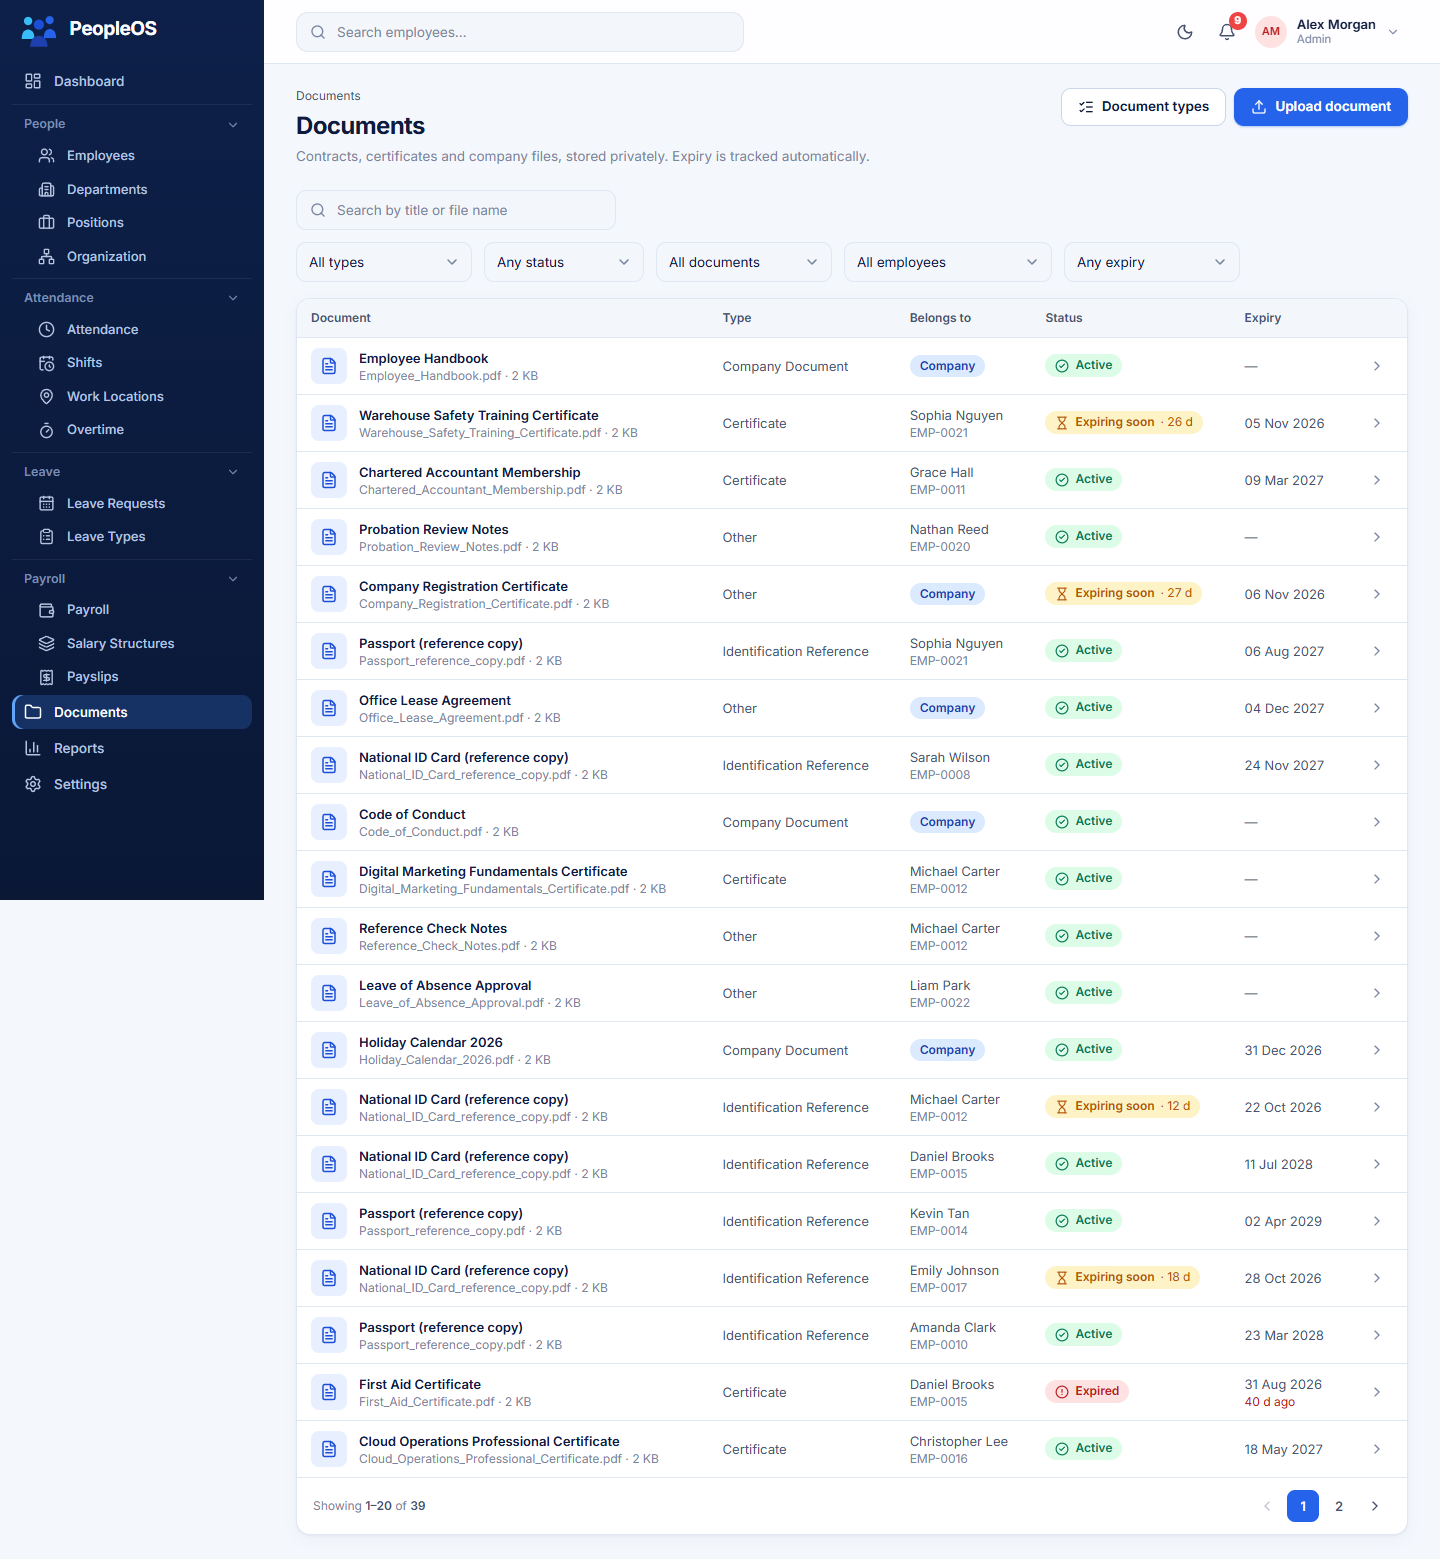 PeopleOS
Search employees...
9
AM
Alex Morgan
Admin
Dashboard
People
Employees
Departments
Positions
Organization
Attendance
Attendance
Shifts
Work Locations
Overtime
Leave
Leave Requests
Leave Types
Payroll
Payroll
Salary Structures
Payslips
Documents
Reports
Settings
Documents
Documents
Contracts, certificates and company files, stored privately. Expiry is tracked automatically.
Document types
Upload document
Search by title or file name
All types
Any status
All documents
All employees
Any expiry
Document Type Belongs to Status Expiry
Employee Handbook
Employee_Handbook.pdf · 2 KB
Company Document
Company
Active
—
Warehouse Safety Training Certificate
Warehouse_Safety_Training_Certificate.pdf · 2 KB
Certificate
Sophia Nguyen
EMP-0021
Expiring soon · 26 d
05 Nov 2026
Chartered Accountant Membership
Chartered_Accountant_Membership.pdf · 2 KB
Certificate
Grace Hall
EMP-0011
Active
09 Mar 2027
Probation Review Notes
Probation_Review_Notes.pdf · 2 KB
Other
Nathan Reed
EMP-0020
Active
—
Company Registration Certificate
Company_Registration_Certificate.pdf · 2 KB
Other
Company
Expiring soon · 27 d
06 Nov 2026
Passport (reference copy)
Passport_reference_copy.pdf · 2 KB
Identification Reference
Sophia Nguyen
EMP-0021
Active
06 Aug 2027
Office Lease Agreement
Office_Lease_Agreement.pdf · 2 KB
Other
Company
Active
04 Dec 2027
National ID Card (reference copy)
National_ID_Card_reference_copy.pdf · 2 KB
Identification Reference
Sarah Wilson
EMP-0008
Active
24 Nov 2027
Code of Conduct
Code_of_Conduct.pdf · 2 KB
Company Document
Company
Active
—
Digital Marketing Fundamentals Certificate
Digital_Marketing_Fundamentals_Certificate.pdf · 2 KB
Certificate
Michael Carter
EMP-0012
Active
—
Reference Check Notes
Reference_Check_Notes.pdf · 2 KB
Other
Michael Carter
EMP-0012
Active
—
Leave of Absence Approval
Leave_of_Absence_Approval.pdf · 2 KB
Other
Liam Park
EMP-0022
Active
—
Holiday Calendar 2026
Holiday_Calendar_2026.pdf · 2 KB
Company Document
Company
Active
31 Dec 2026
National ID Card (reference copy)
National_ID_Card_reference_copy.pdf · 2 KB
Identification Reference
Michael Carter
EMP-0012
Expiring soon · 12 d
22 Oct 2026
National ID Card (reference copy)
National_ID_Card_reference_copy.pdf · 2 KB
Identification Reference
Daniel Brooks
EMP-0015
Active
11 Jul 2028
Passport (reference copy)
Passport_reference_copy.pdf · 2 KB
Identification Reference
Kevin Tan
EMP-0014
Active
02 Apr 2029
National ID Card (reference copy)
National_ID_Card_reference_copy.pdf · 2 KB
Identification Reference
Emily Johnson
EMP-0017
Expiring soon · 18 d
28 Oct 2026
Passport (reference copy)
Passport_reference_copy.pdf · 2 KB
Identification Reference
Amanda Clark
EMP-0010
Active
23 Mar 2028
First Aid Certificate
First_Aid_Certificate.pdf · 2 KB
Certificate
Daniel Brooks
EMP-0015
Expired
31 Aug 2026
40 d ago
Cloud Operations Professional Certificate
Cloud_Operations_Professional_Certificate.pdf · 2 KB
Certificate
Christopher Lee
EMP-0016
Active
18 May 2027
Showing 1–20 of 39
1 2